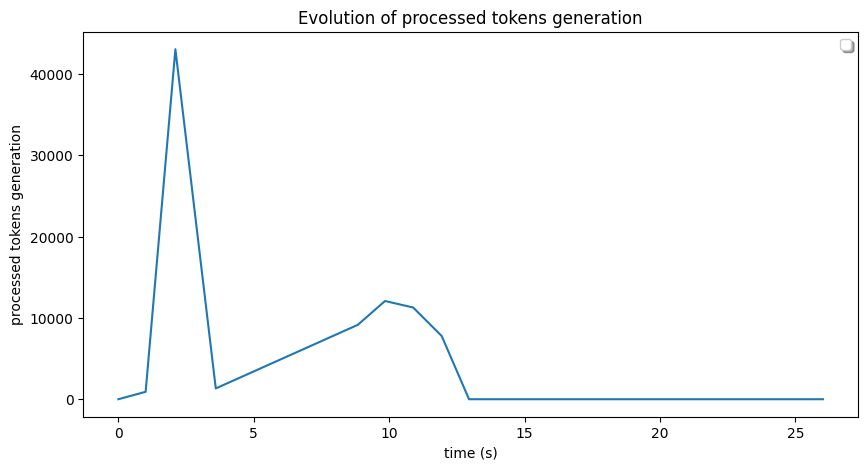 Evolution of processed tokens generation
40000
30000
20000
10000
0
processed tokens generation
0 5 10 15 20 25
time (s)